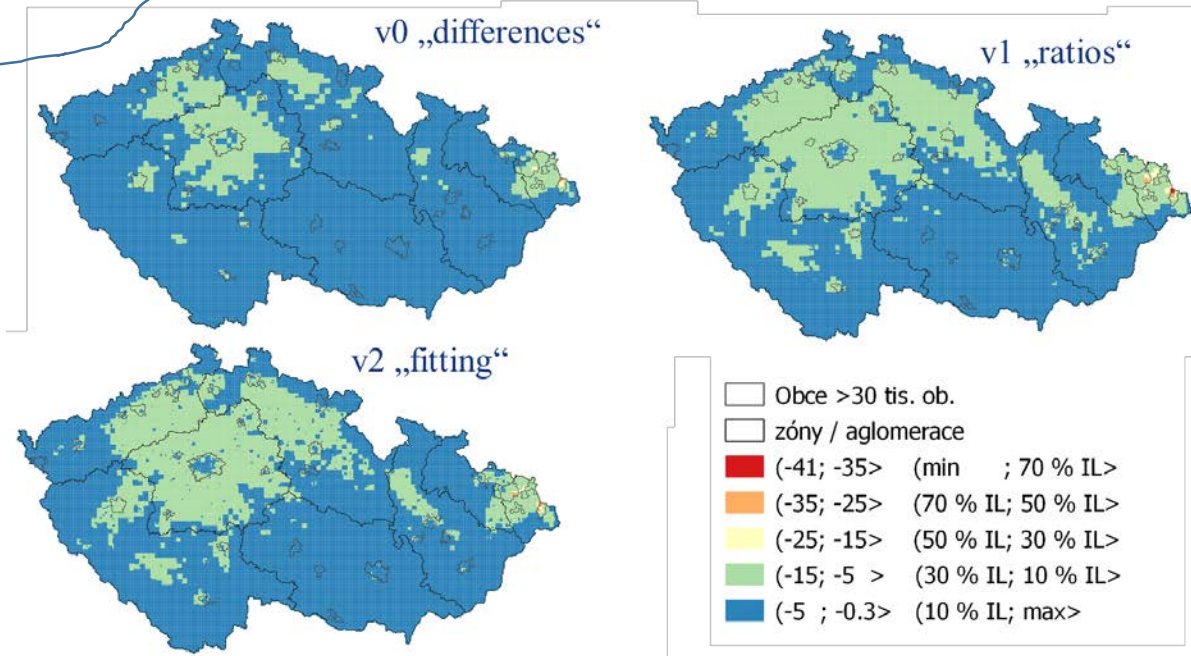 v0 „differences“
v1 „ratios“
v2 „fitting“
Obce >30 tis. ob.
zóny / aglomerace
(-41; -35> (min ; 70 % IL>
(-35; -25> (70 % IL; 50 % IL>
(-25; -15> (50 % IL; 30 % IL>
(-15; -5 > (30 % IL; 10 % IL>
(-5 ; -0.3> (10 % IL; max>